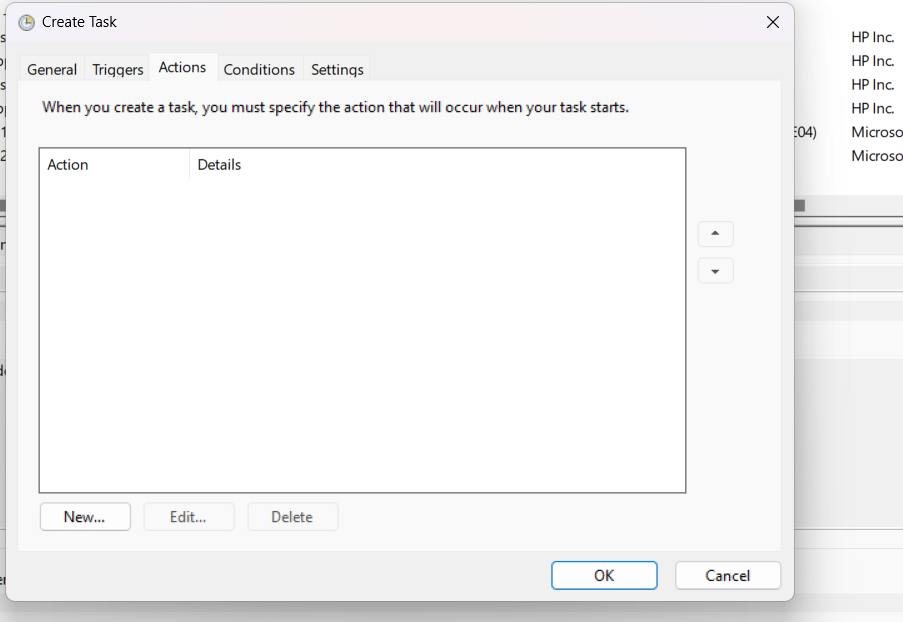 Create Task
HP Inc.
HP Inc.
HP Inc.
HP Inc.
General Triggers Actions Conditions Settings
When you create a task, you must specify the action that will occur when your task starts.
E04) Microso
Microso
Action Details
New... Edit... Delete
OK Cancel